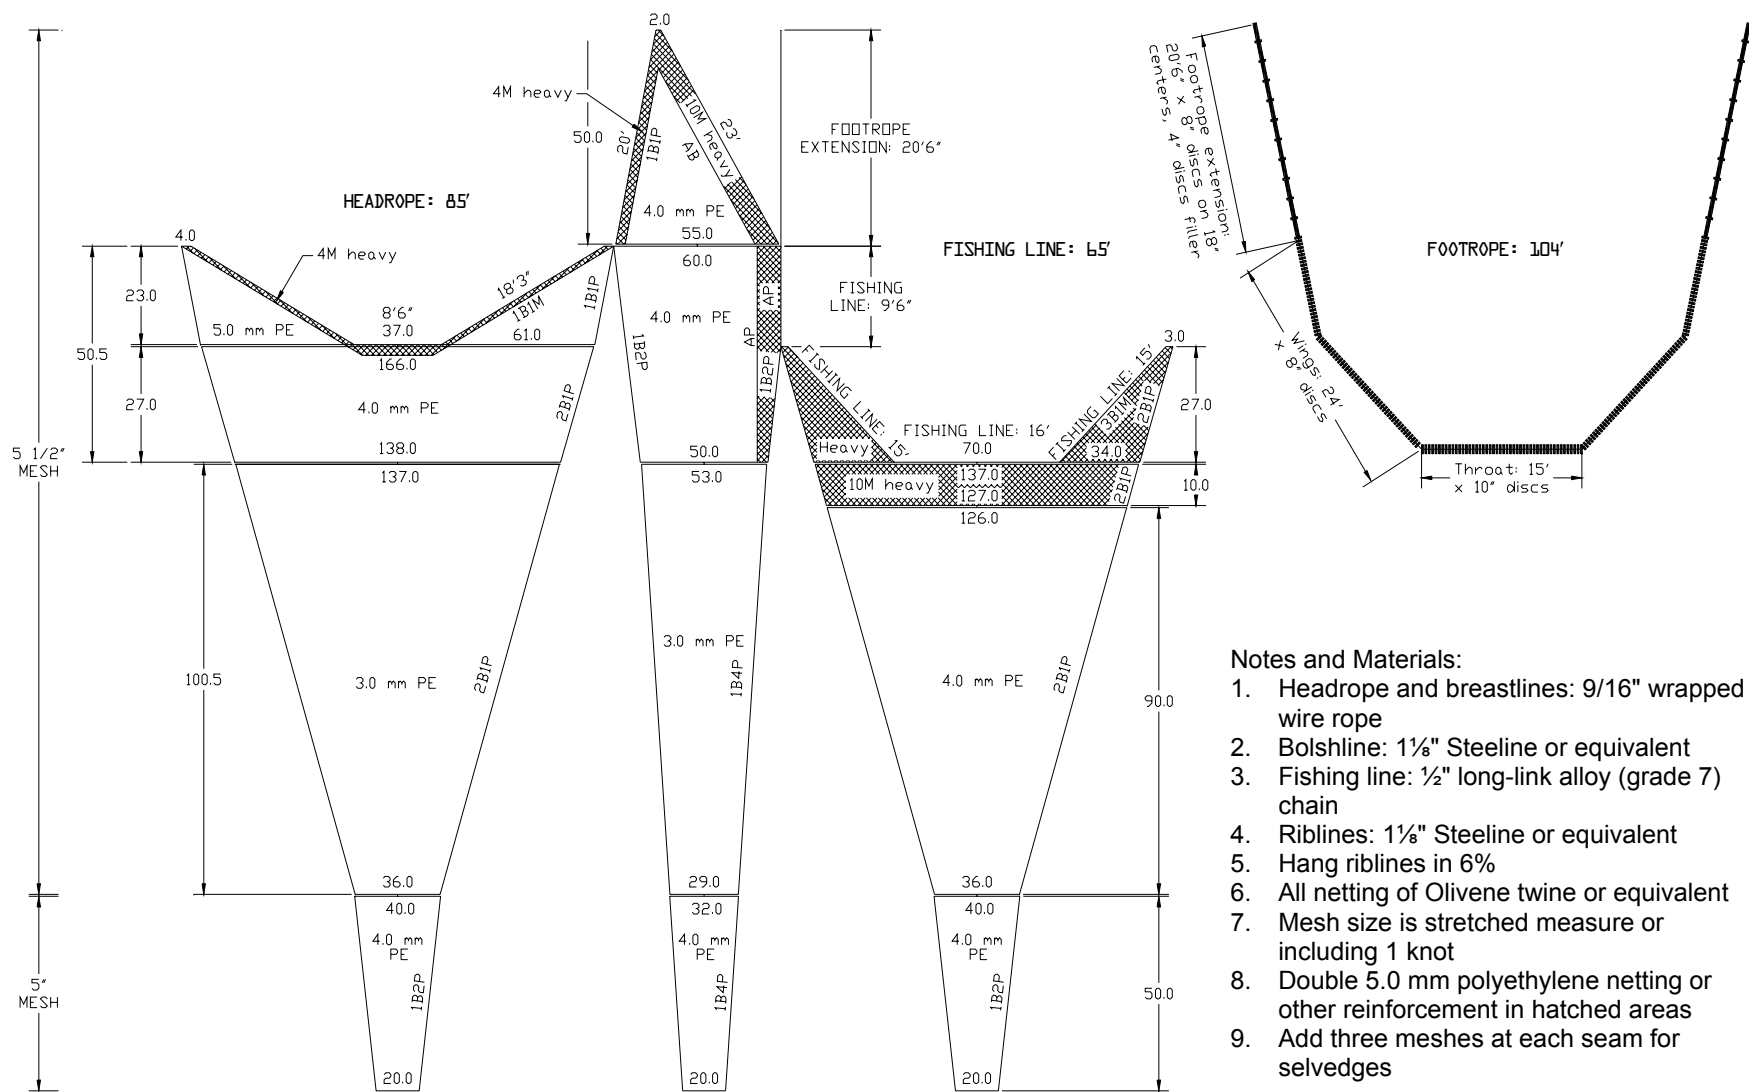 2.0
4M heavy
50.0
20'
1B1P
10M heavy
23'
AB
4.0 mm PE
55.0
60.0
FOOTROPE
EXTENSION: 20'6"
FISHING
LINE: 9'6"
HEADROPE: 85'
4.0
4M heavy
23.0
50.5
27.0
8'6"
37.0
18'3"
1B1M
61.0
1B1P
5.0 mm PE
166.0
4.0 mm PE
2B1P
138.0
137.0
5 1/2"
MESH
100.5
3.0 mm PE
2B1P
36.0
40.0
4.0 mm
PE
1B2P
20.0
5"
MESH
4.0 mm PE
1B2P
AP
AP
1B2P
50.0
53.0
3.0 mm PE
1B4P
29.0
32.0
4.0 mm
PE
1B4P
20.0
FISHING LINE: 65'
3.0
FISHING LINE: 15'
FISHING LINE: 15'
3B1M
2B1P
27.0
FISHING LINE: 16'
70.0
Heavy
34.0
137.0
10M heavy
127.0
2B1P
10.0
126.0
4.0 mm PE
2B1P
90.0
36.0
40.0
4.0 mm
PE
1B2P
50.0
20.0
Footrope extension:
20'6" x 8" discs on 18"
centers, 4" discs filler
FOOTROPE: 104'
Wings: 24'
x 8" discs
Throat: 15'
x 10" discs
Notes and Materials:
1. Headrope and breastlines: 9/16" wrapped
wire rope
2. Bolshline: 1⅛" Steeline or equivalent
3. Fishing line: ½" long-link alloy (grade 7)
chain
4. Riblines: 1⅛" Steeline or equivalent
5. Hang riblines in 6%
6. All netting of Olivene twine or equivalent
7. Mesh size is stretched measure or
including 1 knot
8. Double 5.0 mm polyethylene netting or
other reinforcement in hatched areas
9. Add three meshes at each seam for
selvedges